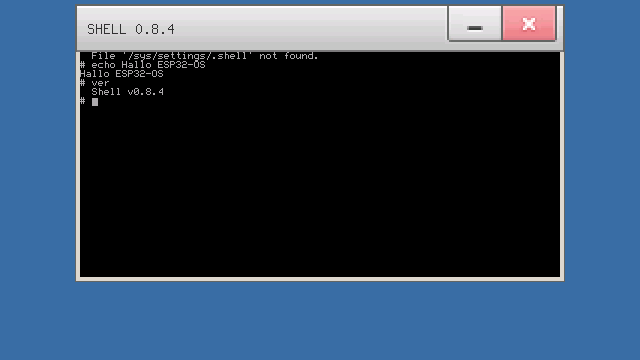 SHELL 0.8.4
File '/sys/settings/.shell' not found.
# echo Hallo ESP32-OS
Hallo ESP32-OS
# ver
Shell v0.8.4
#